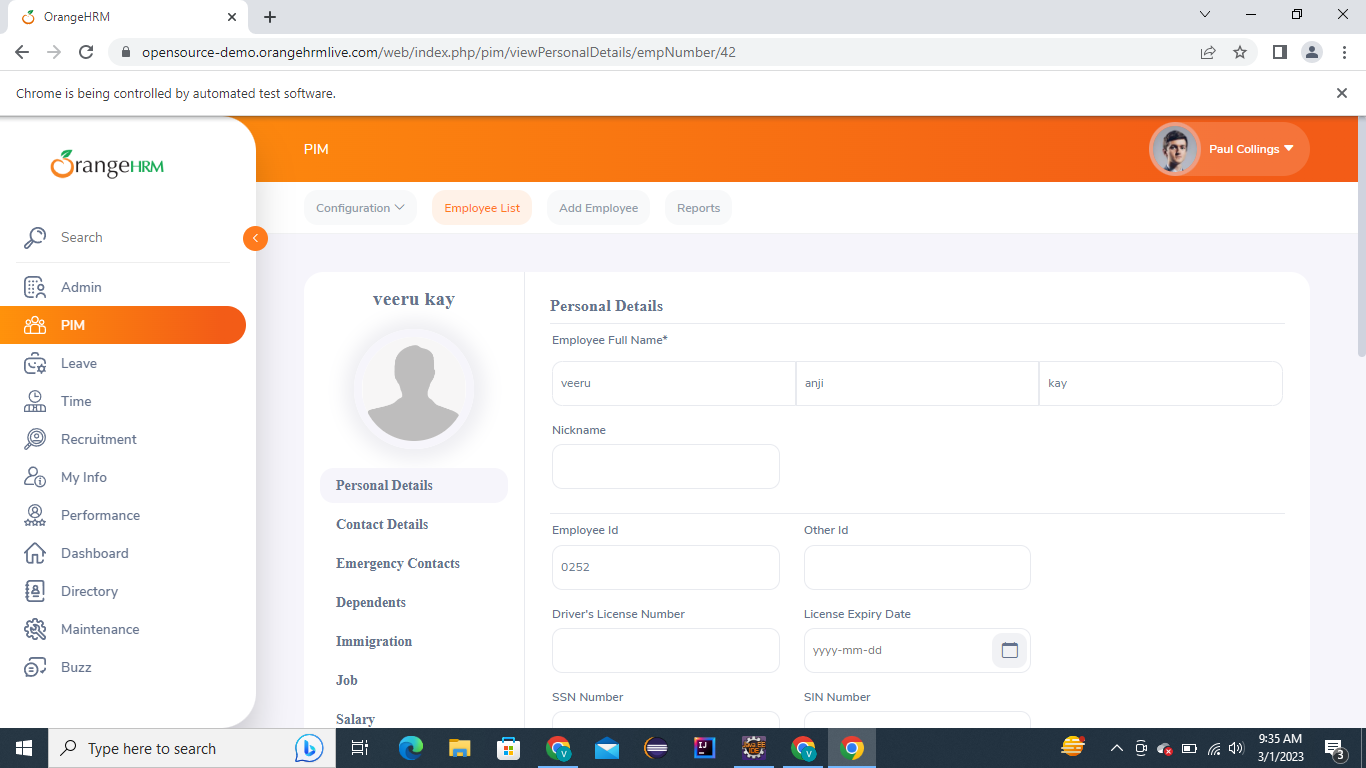 OrangeHRM
opensource-demo.orangehrmlive.com/web/index.php/pim/viewPersonalDetails/empNumber/42
Chrome is being controlled by automated test software.
OrangeHRM
PIM
Paul Collings
Configuration
Employee List
Add Employee
Reports
Search
Admin
PIM
Leave
Time
Recruitment
My Info
Performance
Dashboard
Directory
Maintenance
Buzz
veeru kay
Personal Details
Contact Details
Emergency Contacts
Dependents
Immigration
Job
Salary
Personal Details
Employee Full Name*
veeru anji kay
Nickname
Employee Id Other Id
0252
Driver's License Number License Expiry Date
yyyy-mm-dd
SSN Number SIN Number
Type here to search
9:35 AM
3/1/2023
3